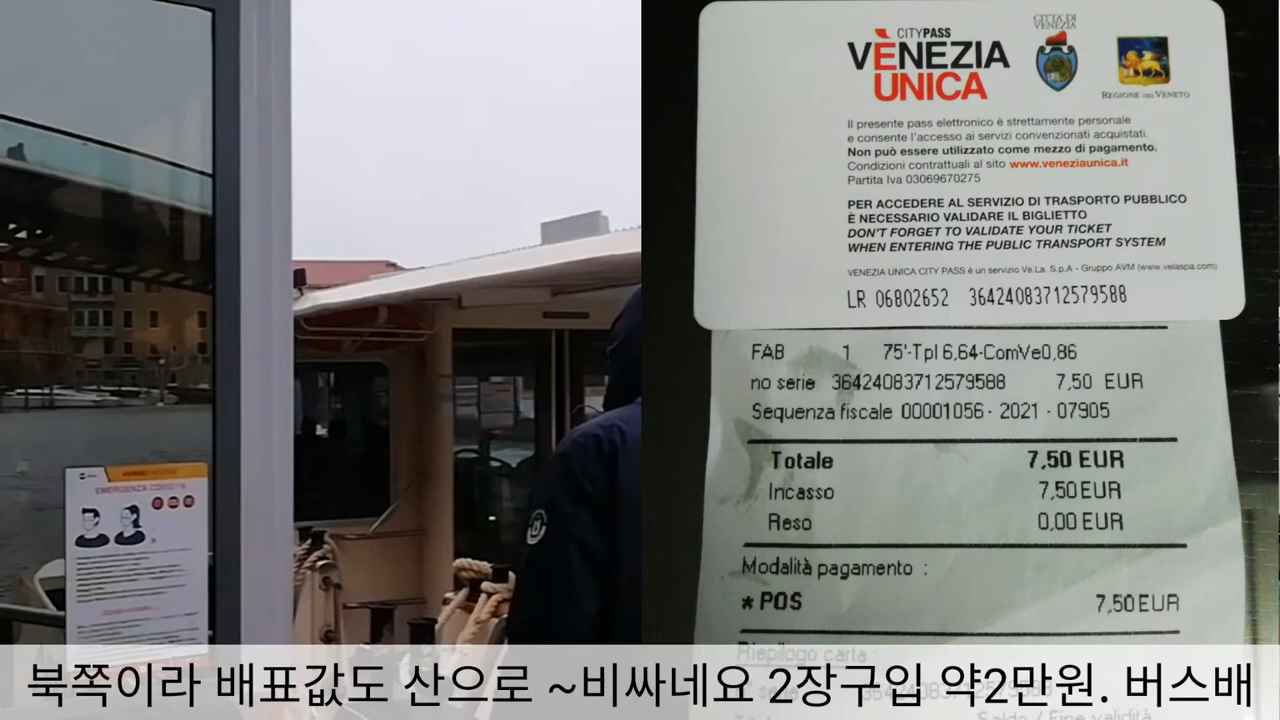 EMERGENZA COVID-19
CITYPASS
VÈNEZIA
UNICA
CITTÀ DI
VENEZIA
REGIONE DEL VENETO
Il presente pass elettronico è strettamente personale
e consente l'accesso ai servizi convenzionati acquistati.
Non può essere utilizzato come mezzo di pagamento.
Condizioni contrattuali al sito www.veneziaunica.it
Partita Iva 03069670275
PER ACCEDERE AL SERVIZIO DI TRASPORTO PUBBLICO
È NECESSARIO VALIDARE IL BIGLIETTO
DON'T FORGET TO VALIDATE YOUR TICKET
WHEN ENTERING THE PUBLIC TRANSPORT SYSTEM
VENEZIA UNICA CITY PASS è un servizio Ve.La. S.p.A - Gruppo AVM (www.velaspa.com)
LR 06802652 36424083712579588
FAB 1 75'-Tpl 6,64-ComVe0,86
no serie 36424083712579588 7,50 EUR
Sequenza fiscale 00001056 - 2021 - 07905
Totale 7,50 EUR
Incasso 7,50 EUR
Reso 0,00 EUR
Modalità pagamento :
* POS 7,50 EUR
Riepilogo carta :
북쪽이라 배표값도 산으로 ~비싸네요 2장구입 약2만원. 버스배